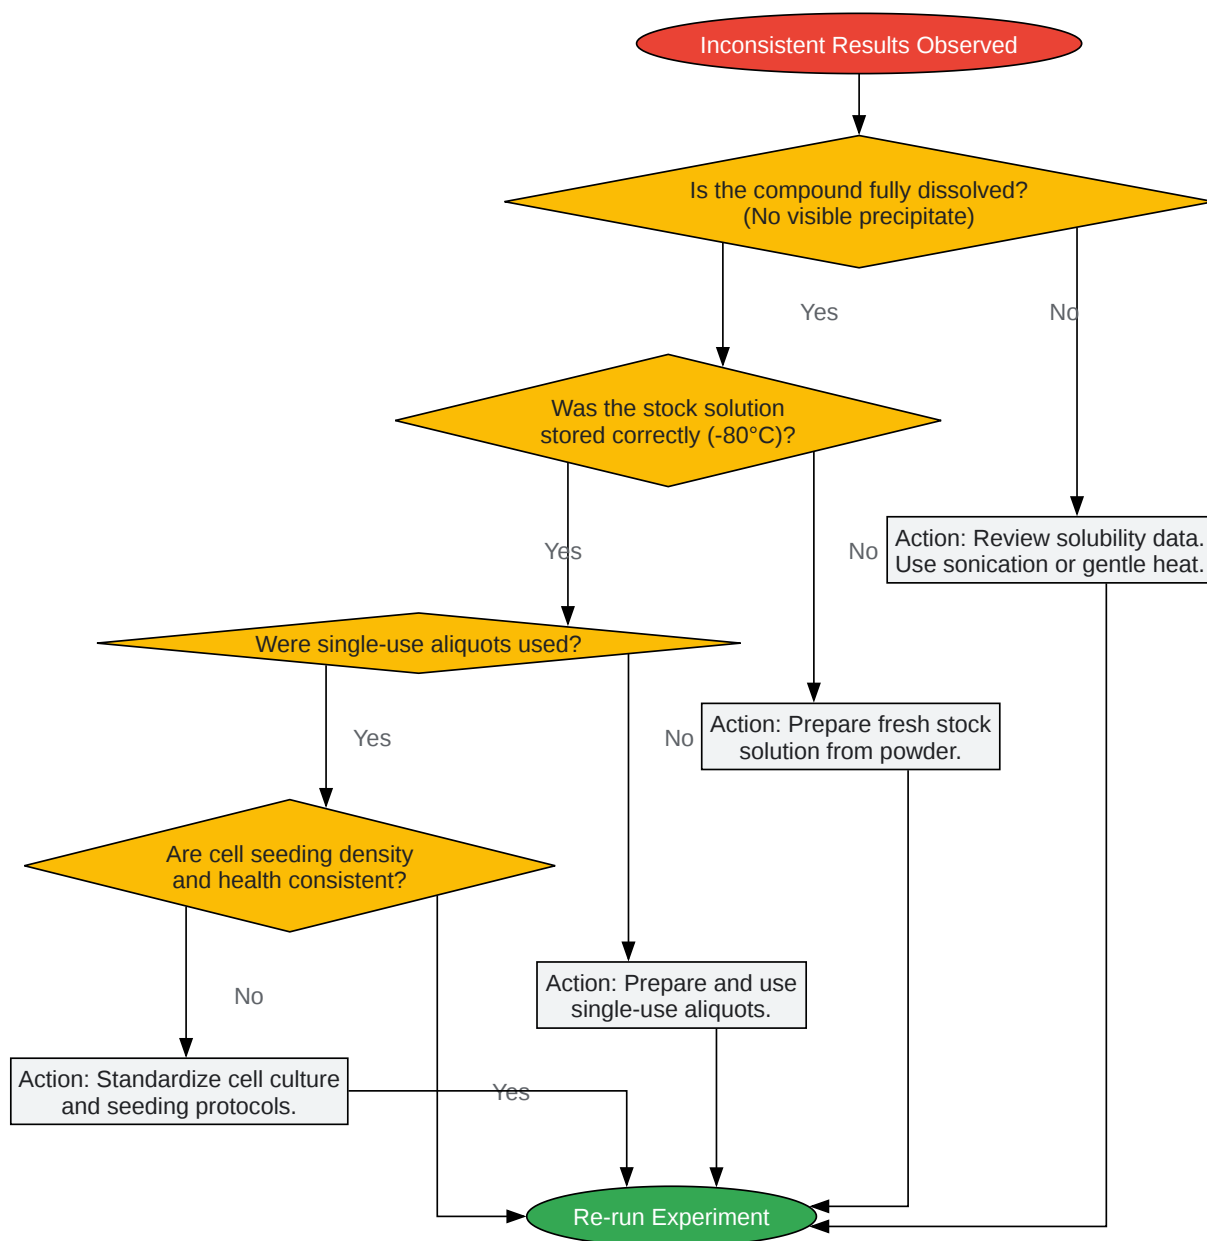 Inconsistent Results Observed
Is the compound fully dissolved?
(No visible precipitate)
Yes
No
Was the stock solution
stored correctly (-80°C)?
Yes
No
Action: Review solubility data.
Use sonication or gentle heat.
Were single-use aliquots used?
Yes
No
Action: Prepare fresh stock
solution from powder.
Are cell seeding density
and health consistent?
No
Action: Prepare and use
single-use aliquots.
Action: Standardize cell culture
and seeding protocols.
Yes
Re-run Experiment